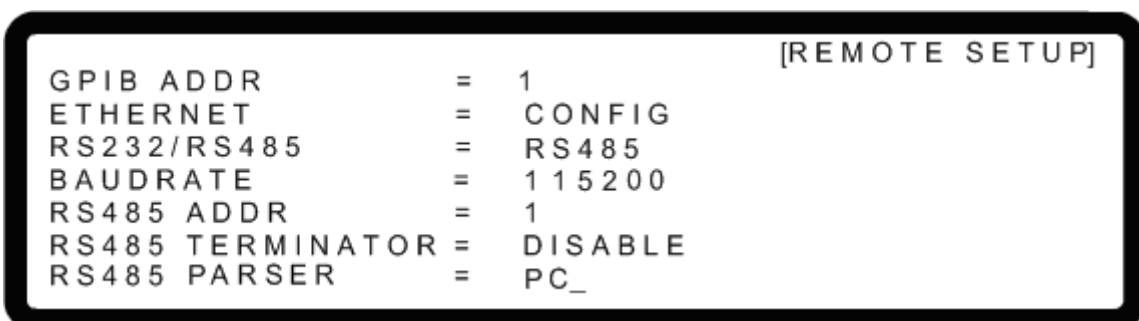 [REMOTE SETUP]
GPIB ADDR = 1
ETHERNET = CONFIG
RS232/RS485 = RS485
BAUDRATE = 115200
RS485 ADDR = 1
RS485 TERMINATOR = DISABLE
RS485 PARSER = PC_